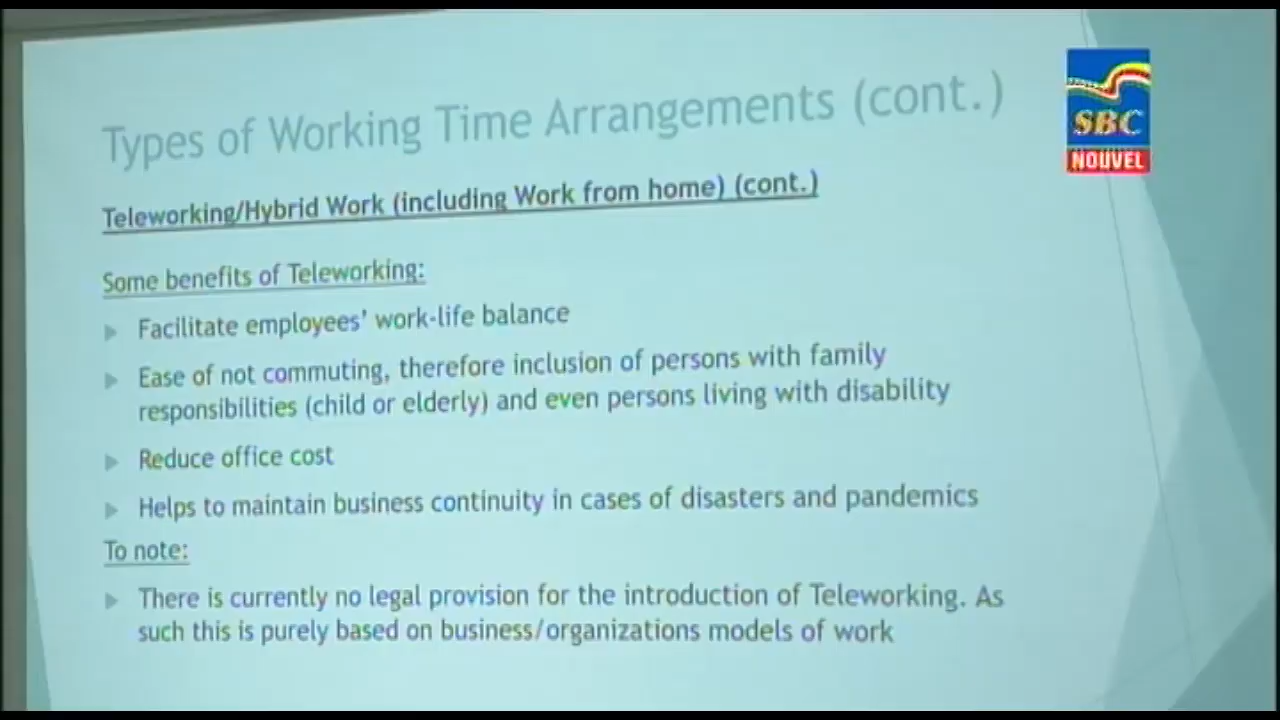 Types of Working Time Arrangements (cont.)
SBC
NOUVEL
Teleworking/Hybrid Work (including Work from home) (cont.)
Some benefits of Teleworking:
Facilitate employees' work-life balance
Ease of not commuting, therefore inclusion of persons with family
responsibilities (child or elderly) and even persons living with disability
Reduce office cost
Helps to maintain business continuity in cases of disasters and pandemics
To note:
There is currently no legal provision for the introduction of Teleworking. As
such this is purely based on business/organizations models of work